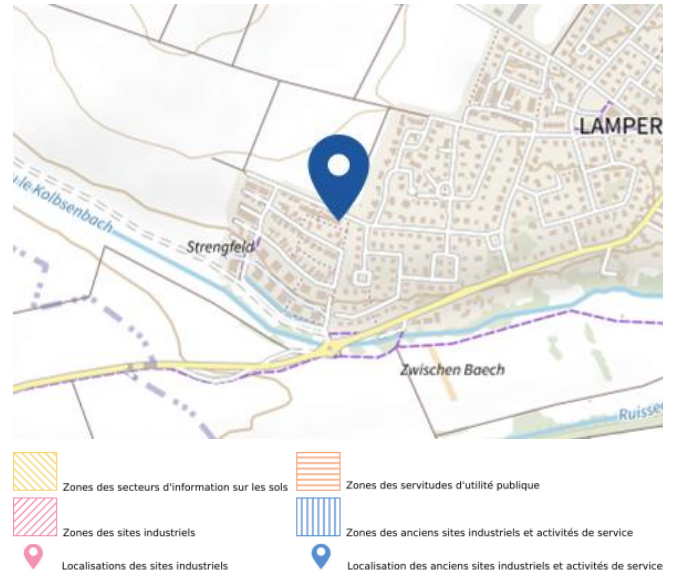 LAMPER
le Kolbsenbach
Strengfeld
Zwischen Baech
Ruisse
Zones des secteurs d'information sur les sols
Zones des servitudes d'utilité publique
Zones des sites industriels
Zones des anciens sites industriels et activités de service
Localisations des sites industriels
Localisation des anciens sites industriels et activités de service